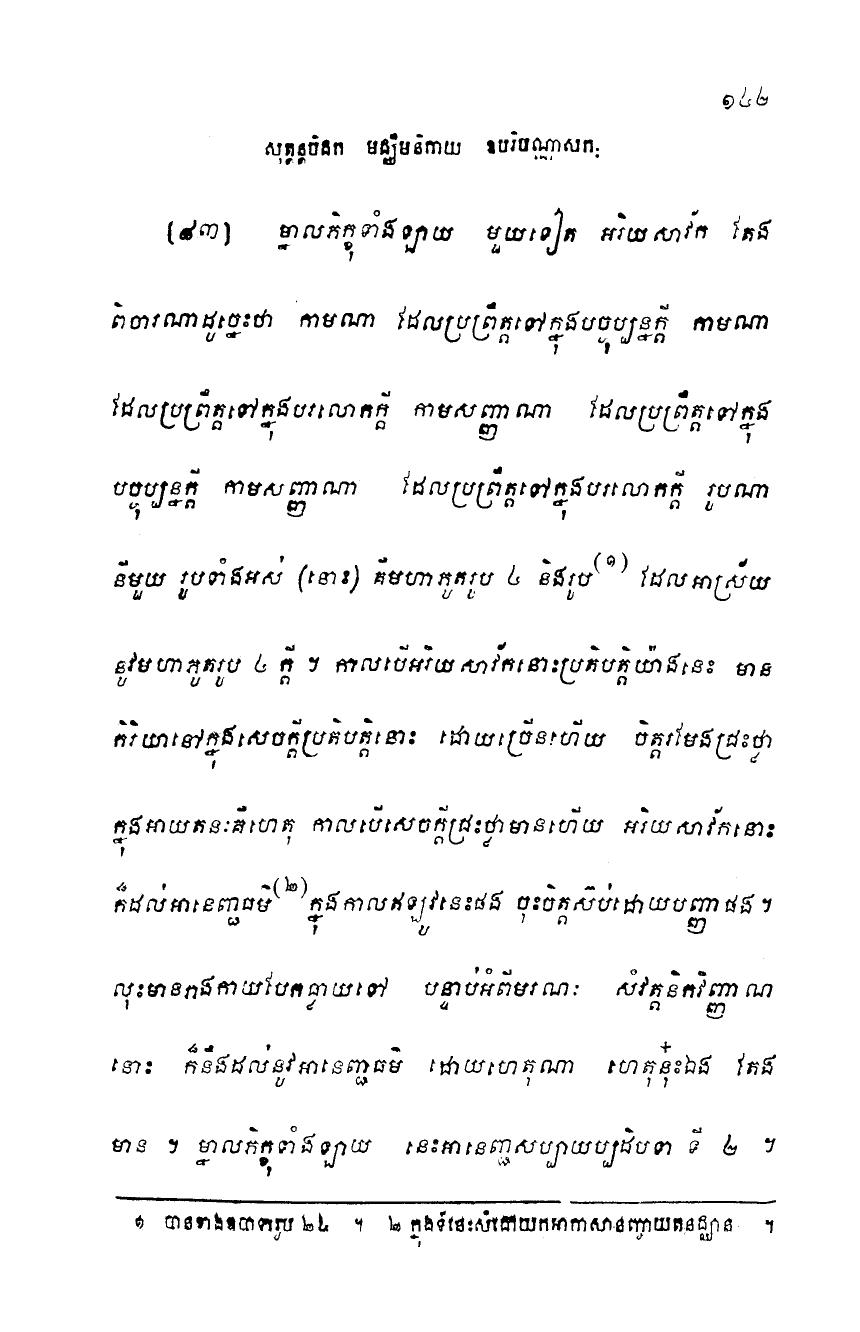 ១៤២
សុត្តន្តបិដក មជ្ឈិមនិកាយ ឧបរិបណ្ណាសកៈ
[៨៣] ម្នាលភិក្ខុទាំងឡាយ មួយទៀត អរិយសាវ័ក តែង
ពិចារណាដូច្នេះថា កាមណា ដែលប្រព្រឹត្តទៅក្នុងបច្ចុប្បន្នក្តី កាមណា
ដែលប្រព្រឹត្តទៅក្នុងបរលោកក្តី កាមសញ្ញាណា ដែលប្រព្រឹត្តទៅក្នុង
បច្ចុប្បន្នក្តី កាមសញ្ញាណា ដែលប្រព្រឹត្តទៅក្នុងបរលោកក្តី រូបណា
នីមួយ រូបទាំងអស់ (នោះ) គឺមហាភូតរូប ៤ និងរូប(១) ដែលអាស្រ័យ
នូវមហាភូតរូប ៤ ក្តី ។ កាលបើអរិយសាវ័កនោះប្រតិបត្តិយ៉ាងនេះ មាន
កិរិយានៅក្នុងសេចក្តីប្រតិបត្តិនោះ ដោយច្រើនហើយ ចិត្តរមែងជ្រះថ្លា
ក្នុងអាយតនៈគឺហេតុ កាលបើសេចក្តីជ្រះថ្លាមានហើយ អរិយសាវ័កនោះ
ក៏ដល់អានេញ្ជធម៌(២)ក្នុងកាលឥឡូវនេះផង ចុះចិត្តស៊ប់ដោយបញ្ញាផង ។
លុះមានរាងកាយបែកធ្លាយទៅ បន្ទាប់អំពីមរណៈ សំវត្តនិកវិញ្ញាណ
នោះ ក៏នឹងដល់នូវអានេញ្ជធម៌ ដោយហេតុណា ហេតុនុ៎ះឯង តែង
មាន ។ ម្នាលភិក្ខុទាំងឡាយ នេះអានេញ្ជសប្បាយប្បដិបទា ទី ២ ។
១ បានខាងឧបាទារូប ២៤ ។ ២ ក្នុងទីនេះសំដៅយកអាកាសានញ្ចាយតនជ្ឈាន ។